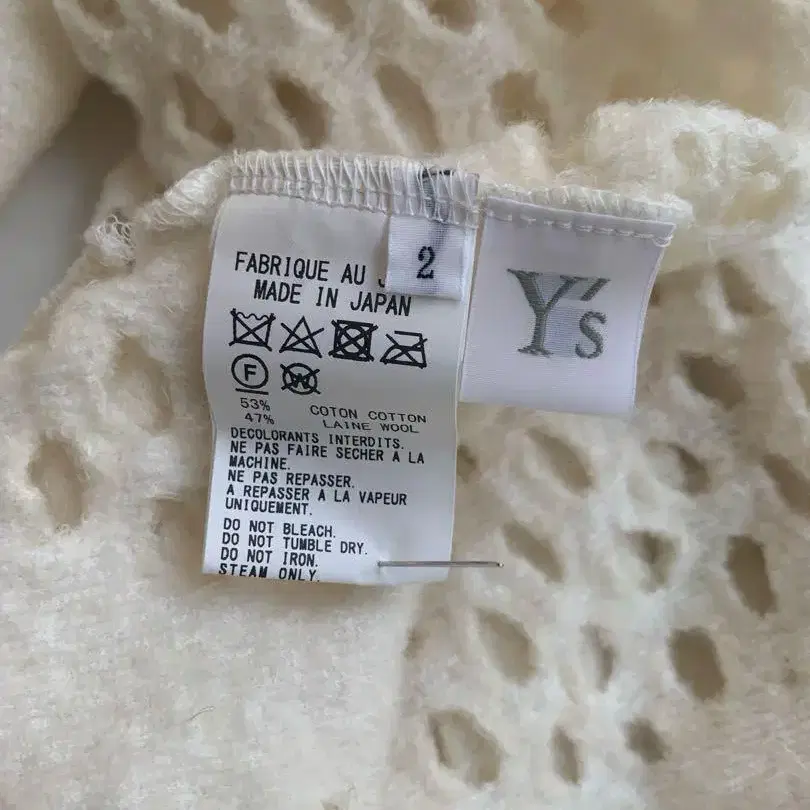 FABRIQUE AU J
2
MADE IN JAPAN
Y's
F
W
53% COTON COTTON
47% LAINE WOOL
DECOLORANTS INTERDITS.
NE PAS FAIRE SECHER A LA
MACHINE.
NE PAS REPASSER.
A REPASSER A LA VAPEUR
UNIQUEMENT.
DO NOT BLEACH.
DO NOT TUMBLE DRY.
DO NOT IRON.
STEAM ONLY.